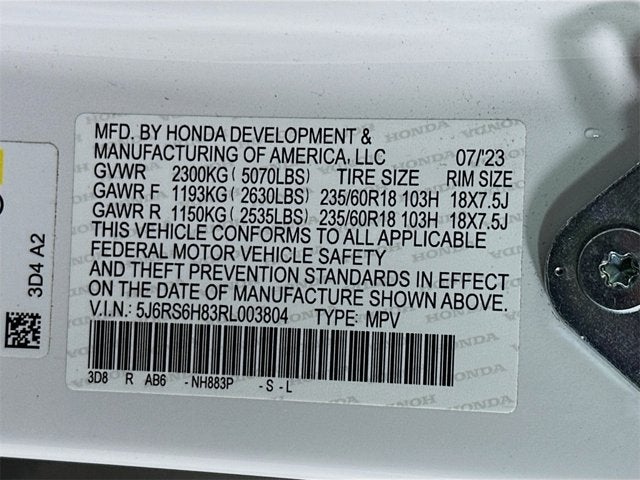 MFD. BY HONDA DEVELOPMENT &
MANUFACTURING OF AMERICA, LLC 07/'23
GVWR 2300KG ( 5070LBS) TIRE SIZE RIM SIZE
GAWR F 1193KG ( 2630LBS) 235/60R18 103H 18X7.5J
GAWR R 1150KG ( 2535LBS) 235/60R18 103H 18X7.5J
THIS VEHICLE CONFORMS TO ALL APPLICABLE
FEDERAL MOTOR VEHICLE SAFETY
AND THEFT PREVENTION STANDARDS IN EFFECT
ON THE DATE OF MANUFACTURE SHOWN ABOVE.
V.I.N.: 5J6RS6H83RL003804 TYPE: MPV
3D8 R AB6 -NH883P -S-L
3D4 A2
HONDA